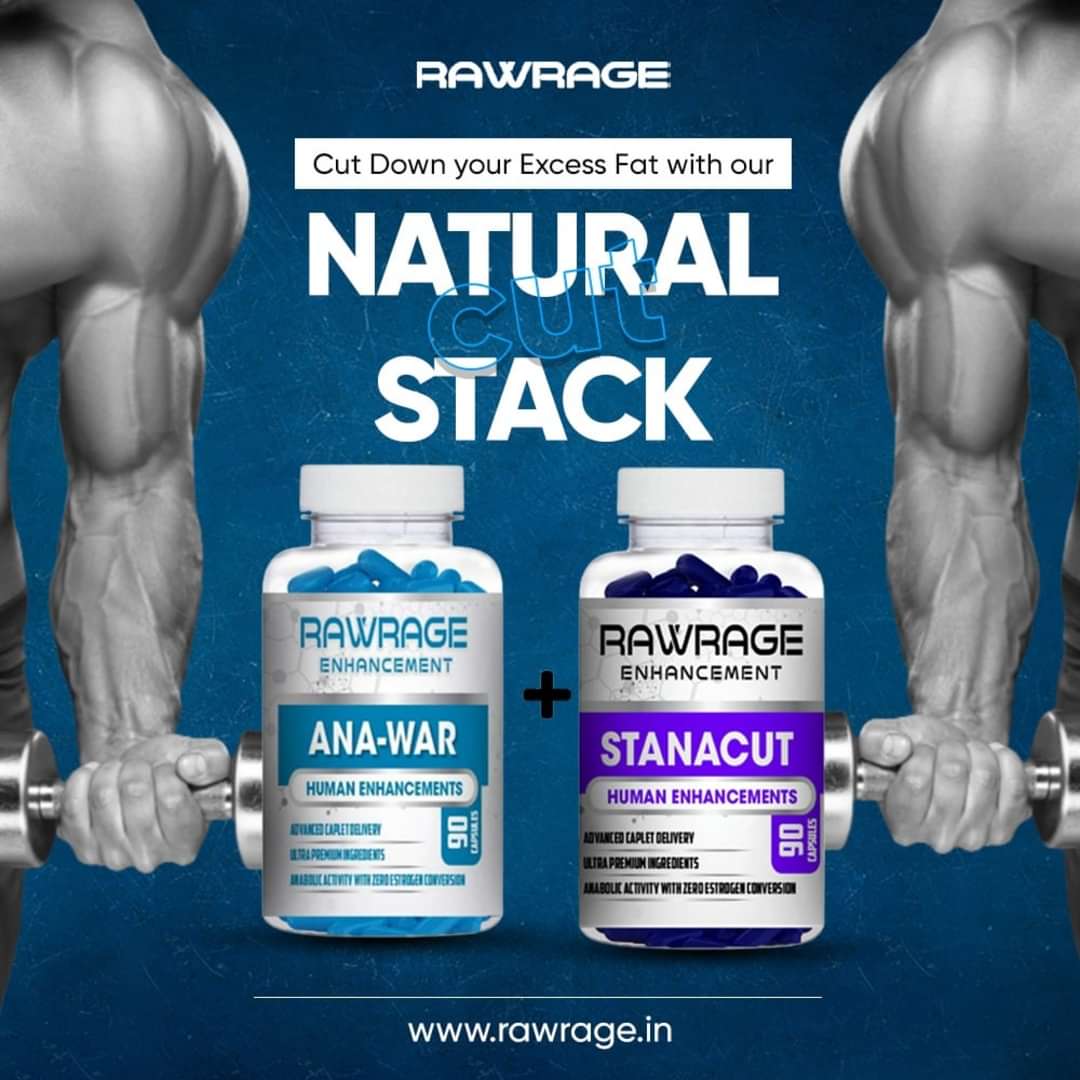 RAWRAGE
Cut Down your Excess Fat with our
NATURAL
cut
STACK
RAWRAGE
ENHANCEMENT
ANA-WAR
HUMAN ENHANCEMENTS
ADVANCED CAPLET DELIVERY
ULTRA PREMIUM INGREDIENTS
ANABOLIC ACTIVITY WITH ZERO ESTROGEN CONVERSION
90
CAPSULES
+
RAWRAGE
ENHANCEMENT
STANACUT
HUMAN ENHANCEMENTS
ADVANCED CAPLET DELIVERY
ULTRA PREMIUM INGREDIENTS
ANABOLIC ACTIVITY WITH ZERO ESTROGEN CONVERSION
90
CAPSULES
www.rawrage.in